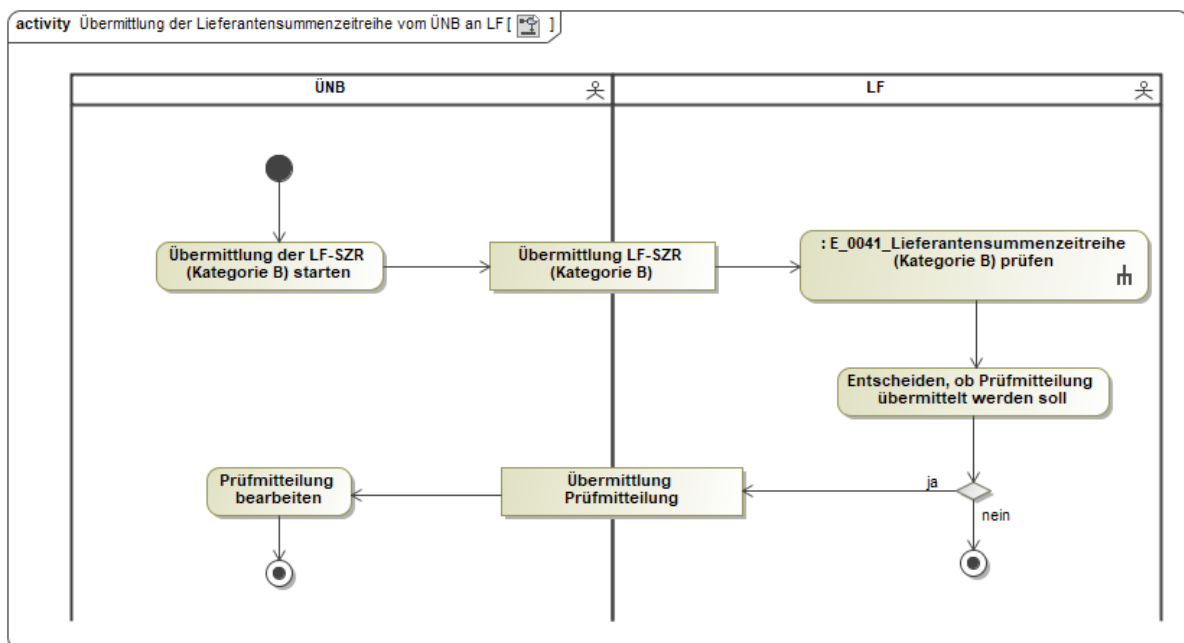 activity Übermittlung der Lieferantensummenzeitreihe vom ÜNB an LF [ ]
ÜNB
LF
Übermittlung der LF-SZR
(Kategorie B) starten
Übermittlung LF-SZR
(Kategorie B)
: E_0041_Lieferantensummenzeitreihe
(Kategorie B) prüfen
Entscheiden, ob Prüfmitteilung
übermittelt werden soll
Prüfmitteilung
bearbeiten
Übermittlung
Prüfmitteilung
ja
nein